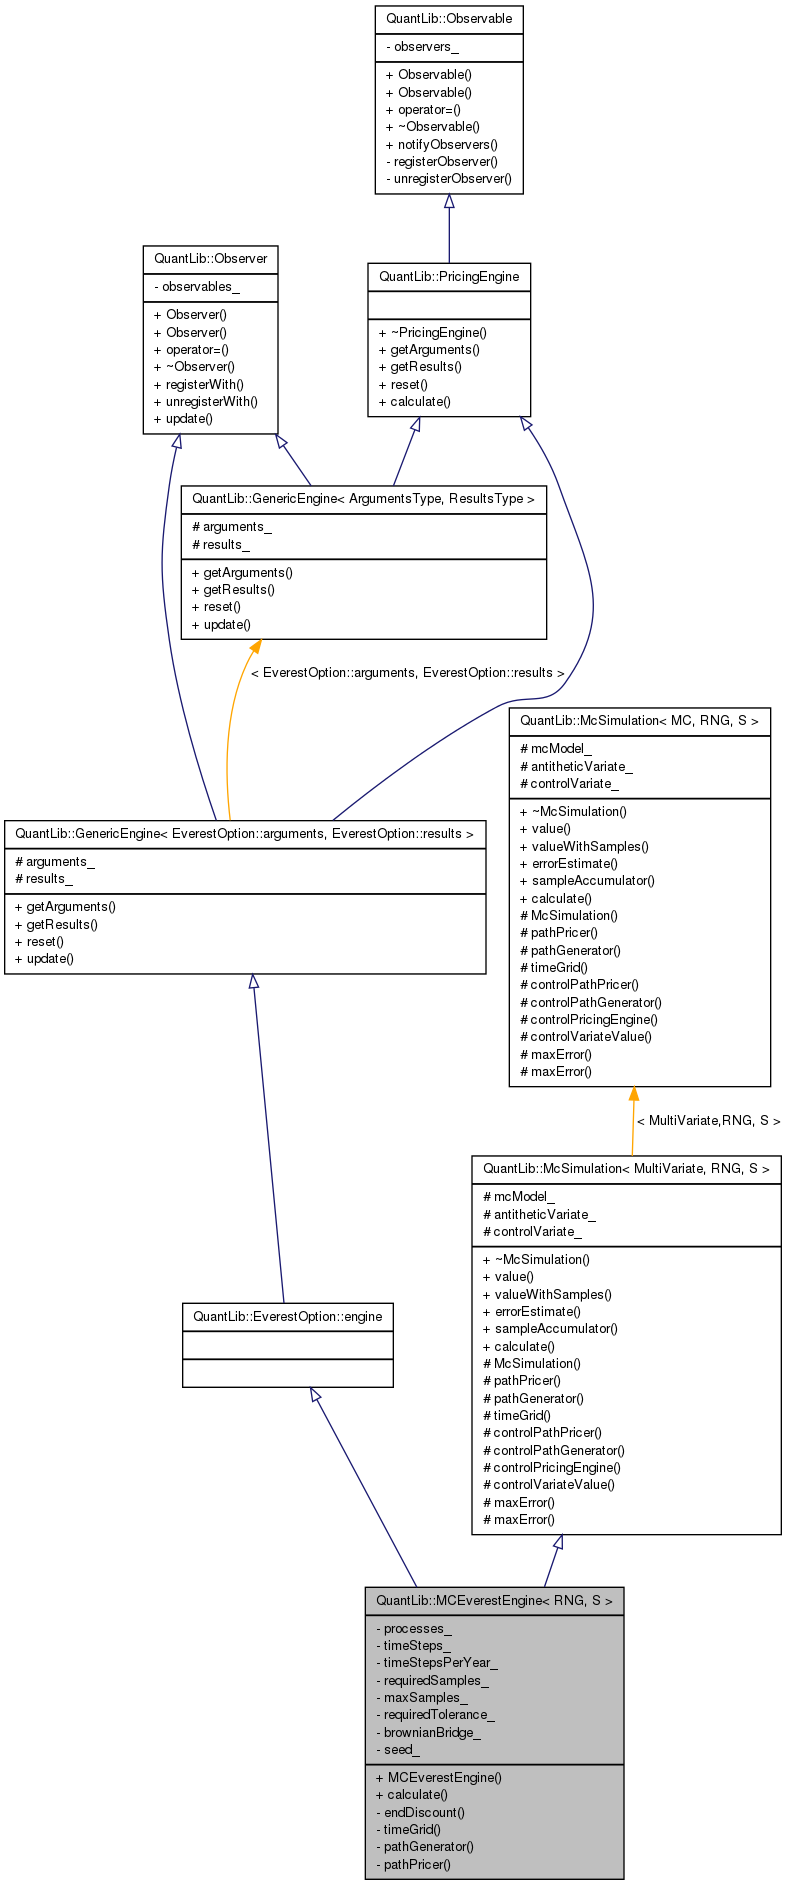 QuantLib::Observable
- observers_
+ Observable()
+ Observable()
+ operator=()
+ ~Observable()
+ notifyObservers()
- registerObserver()
- unregisterObserver()
QuantLib::Observer
- observables_
+ Observer()
+ Observer()
+ operator=()
+ ~Observer()
+ registerWith()
+ unregisterWith()
+ update()
QuantLib::PricingEngine
+ ~PricingEngine()
+ getArguments()
+ getResults()
+ reset()
+ calculate()
QuantLib::GenericEngine< ArgumentsType, ResultsType >
# arguments_
# results_
+ getArguments()
+ getResults()
+ reset()
+ update()
< EverestOption::arguments, EverestOption::results >
QuantLib::McSimulation< MC, RNG, S >
# mcModel_
# antitheticVariate_
# controlVariate_
+ ~McSimulation()
+ value()
+ valueWithSamples()
+ errorEstimate()
+ sampleAccumulator()
+ calculate()
# McSimulation()
# pathPricer()
# pathGenerator()
# timeGrid()
# controlPathPricer()
# controlPathGenerator()
# controlPricingEngine()
# controlVariateValue()
# maxError()
# maxError()
QuantLib::GenericEngine< EverestOption::arguments, EverestOption::results >
# arguments_
# results_
+ getArguments()
+ getResults()
+ reset()
+ update()
< MultiVariate,RNG, S >
QuantLib::McSimulation< MultiVariate, RNG, S >
# mcModel_
# antitheticVariate_
# controlVariate_
+ ~McSimulation()
+ value()
+ valueWithSamples()
+ errorEstimate()
+ sampleAccumulator()
+ calculate()
# McSimulation()
# pathPricer()
# pathGenerator()
# timeGrid()
# controlPathPricer()
# controlPathGenerator()
# controlPricingEngine()
# controlVariateValue()
# maxError()
# maxError()
QuantLib::EverestOption::engine
QuantLib::MCEverestEngine< RNG, S >
- processes_
- timeSteps_
- timeStepsPerYear_
- requiredSamples_
- maxSamples_
- requiredTolerance_
- brownianBridge_
- seed_
+ MCEverestEngine()
+ calculate()
- endDiscount()
- timeGrid()
- pathGenerator()
- pathPricer()